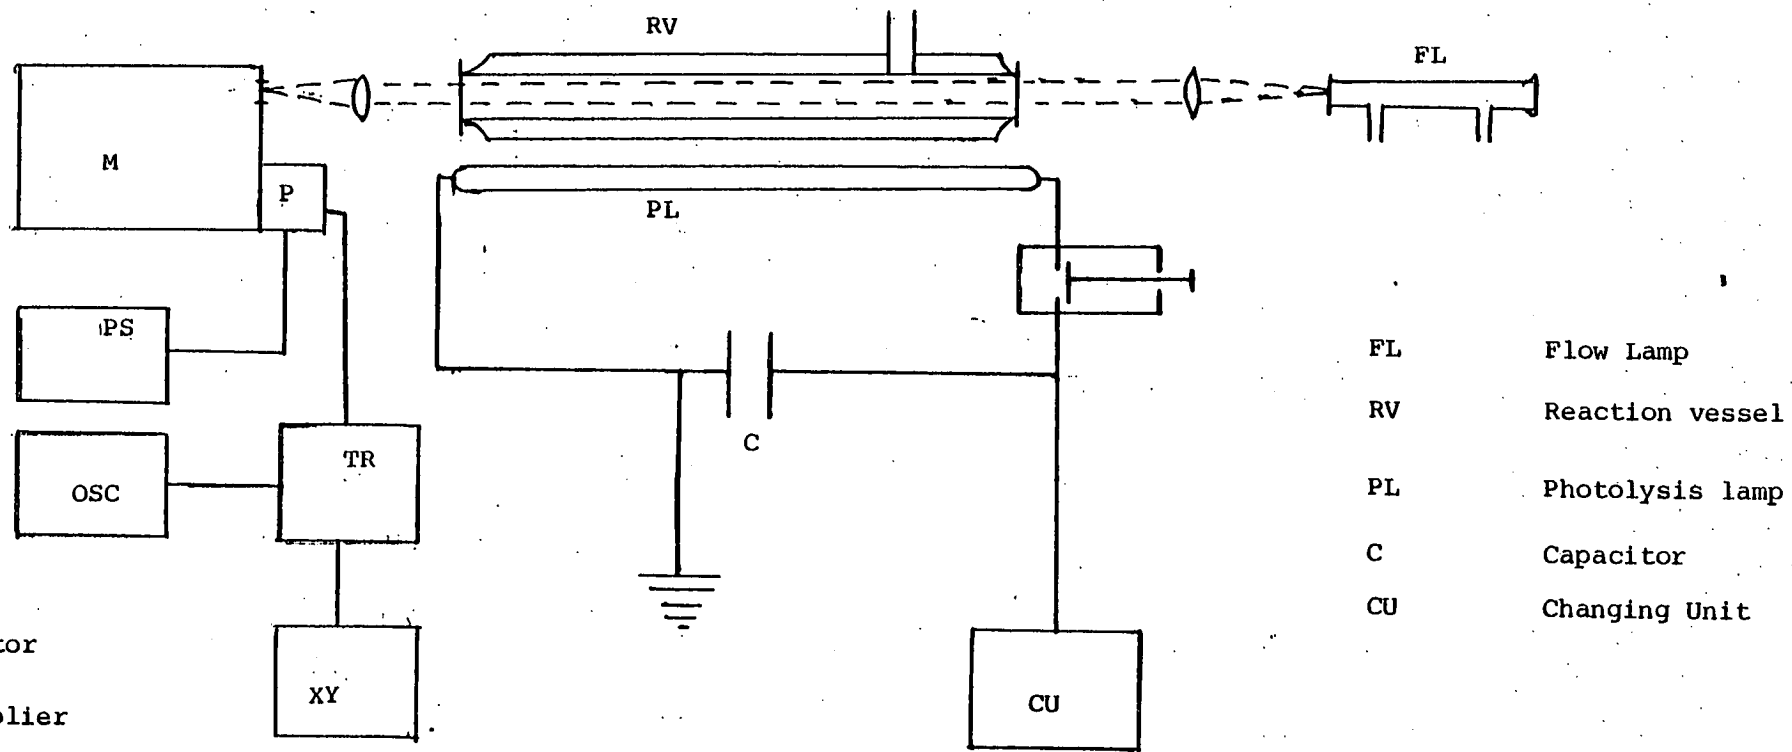 RV
FL
M
P
PL
PS
TR
C
OSC
XY
CU
FL Flow Lamp
RV Reaction vessel
PL Photolysis lamp
C Capacitor
CU Changing Unit
tor
plier